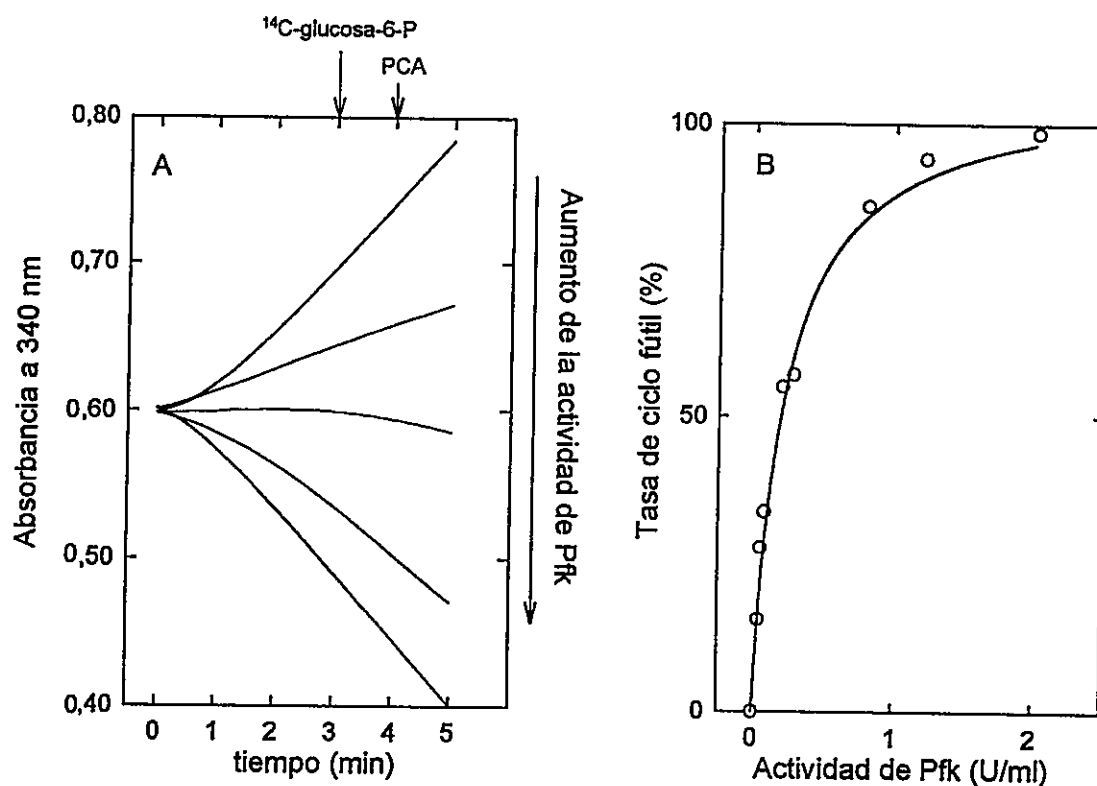 ¹⁴C-glucosa-6-P
PCA
A
0,80
0,70
0,60
0,50
0,40
Absorbancia a 340 nm
0 1 2 3 4 5
tiempo (min)
Aumento de la actividad de Pfk
B
100
50
0
Tasa de ciclo fútil (%)
0 1 2
Actividad de Pfk (U/ml)